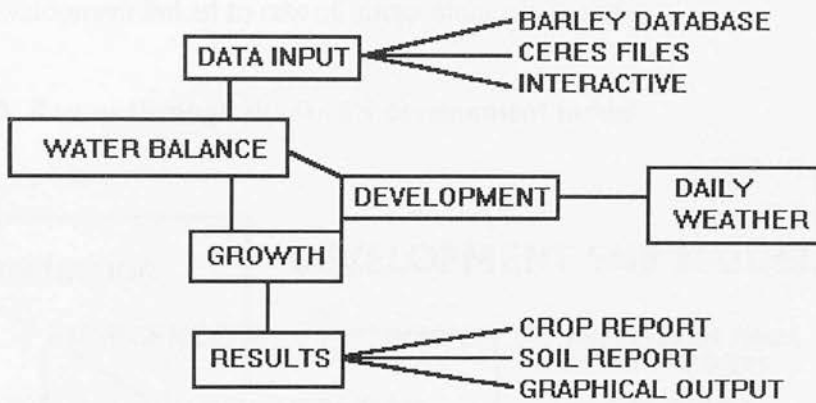 BARLEY DATABASE
DATA INPUT
CERES FILES
INTERACTIVE
WATER BALANCE
DEVELOPMENT
DAILY
WEATHER
GROWTH
CROP REPORT
RESULTS
SOIL REPORT
GRAPHICAL OUTPUT